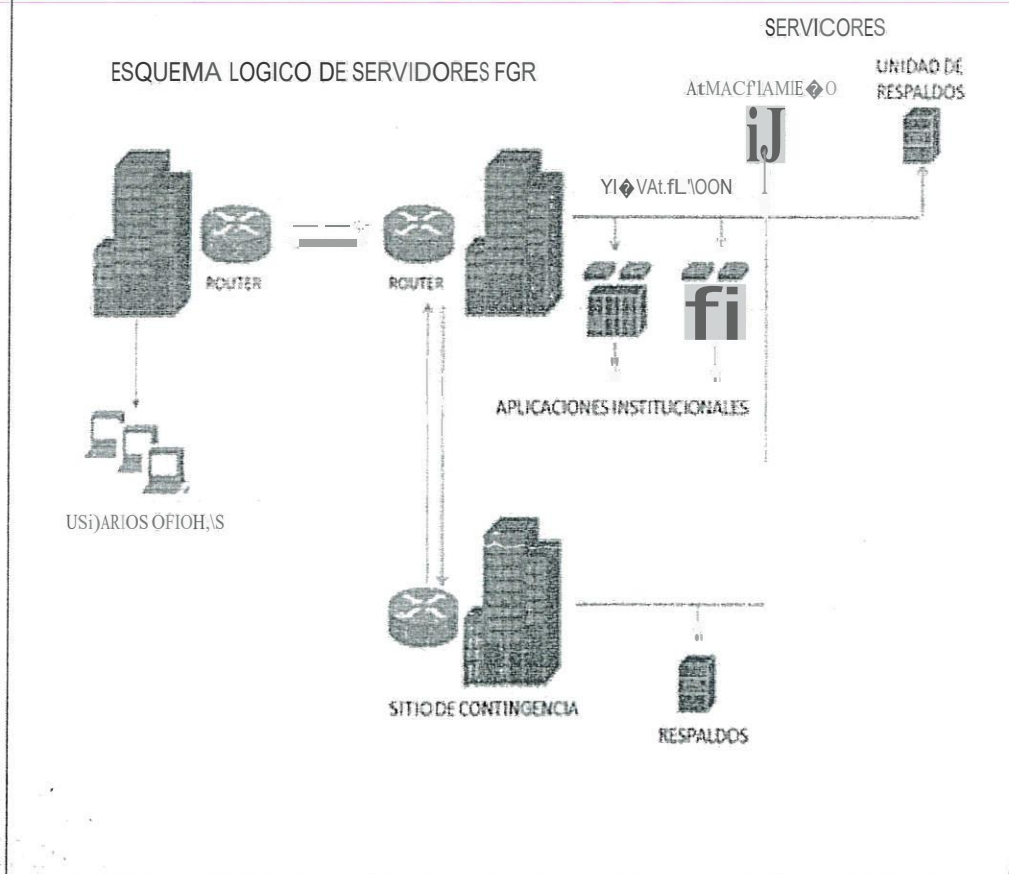 SERVICORES
ESQUEMA LOGICO DE SERVIDORES FGR
UNIDAD DE
RESPALDOS
ROUTER
ROUTER
APLICACIONES INSTITUCIONALES
SITIO DE CONTINGENCIA
RESPALDOS